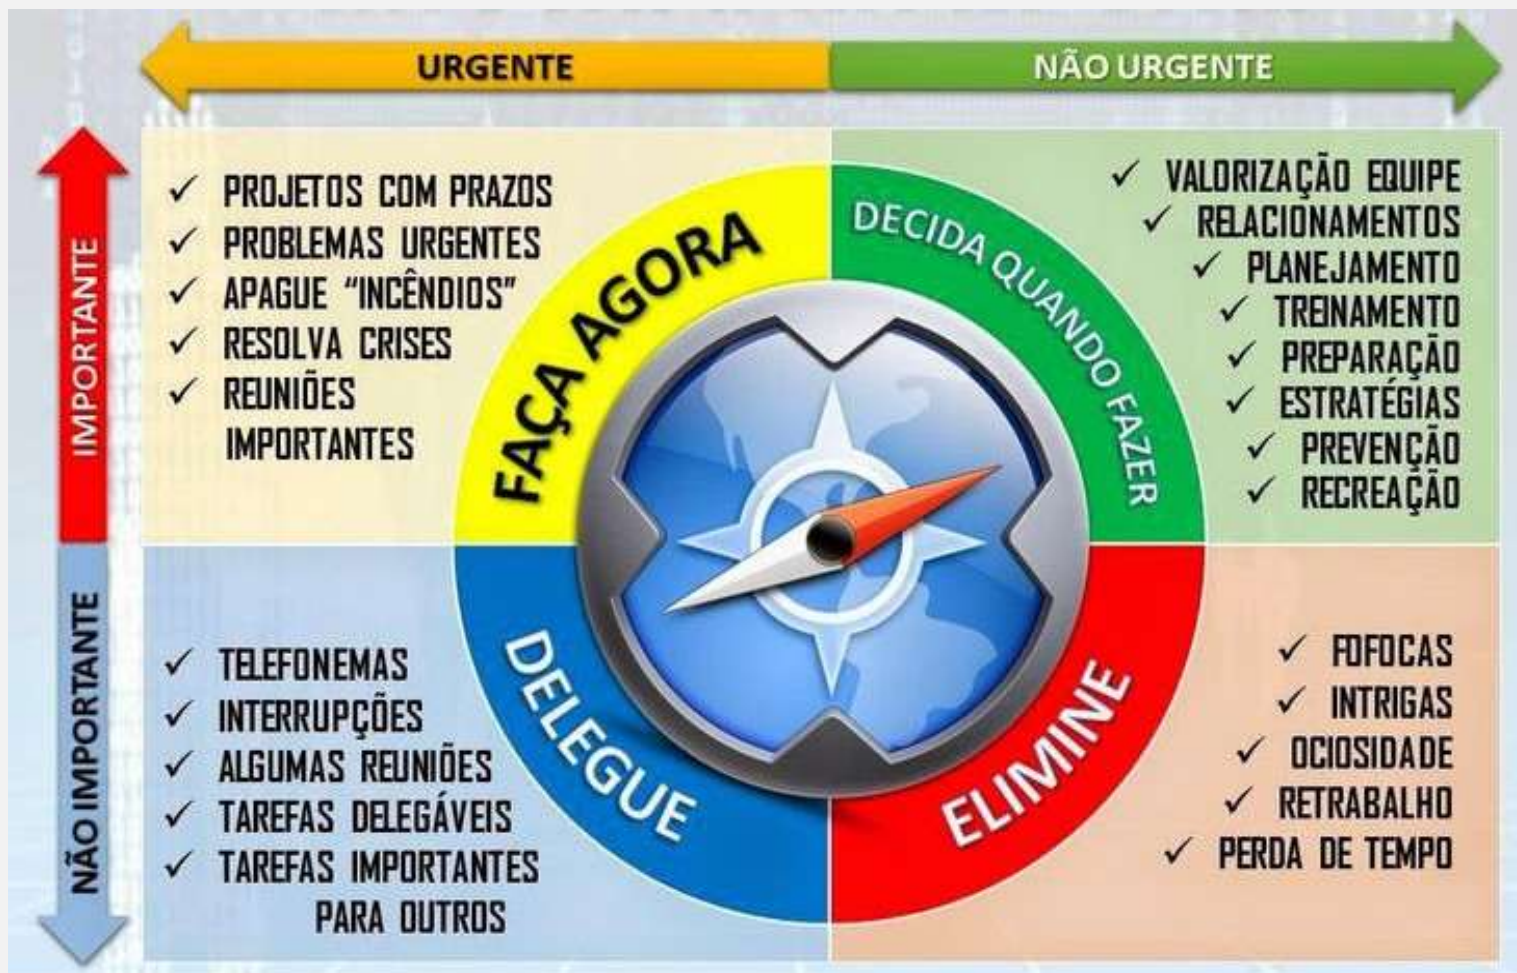 URGENTE
NÃO URGENTE
IMPORTANTE
NÃO IMPORTANTE
PROJETOS COM PRAZOS
PROBLEMAS URGENTES
APAGUE “INCÊNDIOS”
RESOLVA CRISES
REUNIÕES
IMPORTANTES
FAÇA AGORA
DECIDA QUANDO FAZER
VALORIZAÇÃO EQUIPE
RELACIONAMENTOS
PLANEJAMENTO
TREINAMENTO
PREPARAÇÃO
ESTRATÉGIAS
PREVENÇÃO
RECREAÇÃO
TELEFONEMAS
INTERRUPÇÕES
ALGUMAS REUNIÕES
TAREFAS DELEGÁVEIS
TAREFAS IMPORTANTES
PARA OUTROS
DELEGUE
ELIMINE
FOFOCAS
INTRIGAS
OCIOSIDADE
RETRABALHO
PERDA DE TEMPO